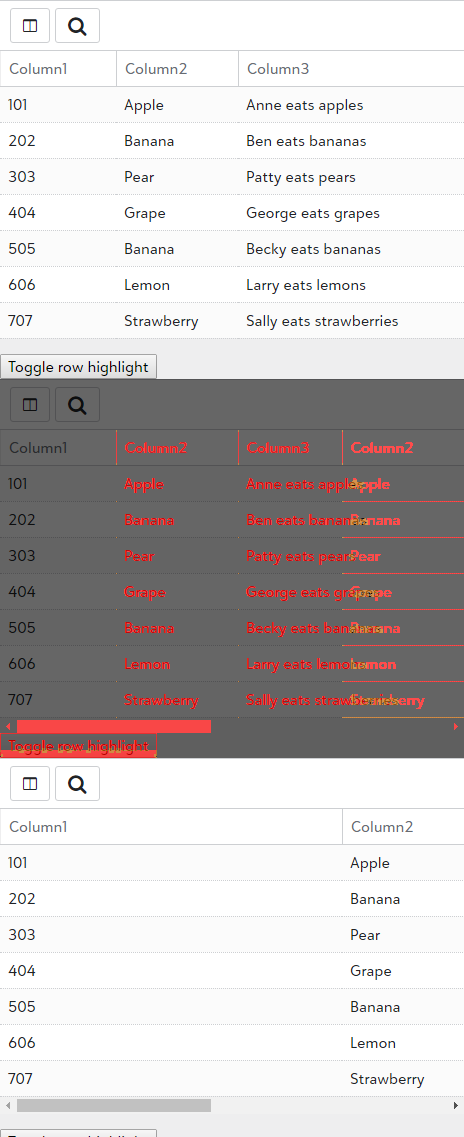 Column1 Column2 Column3
101 Apple Anne eats apples
202 Banana Ben eats bananas
303 Pear Patty eats pears
404 Grape George eats grapes
505 Banana Becky eats bananas
606 Lemon Larry eats lemons
707 Strawberry Sally eats strawberries
Toggle row highlight
Column1 Column2 Column3 Column2
101 Apple Anne eats apples Apple
202 Banana Ben eats bananas Banana
303 Pear Patty eats pears Pear
404 Grape George eats grapes Grape
505 Banana Becky eats bananas Banana
606 Lemon Larry eats lemons Lemon
707 Strawberry Sally eats strawberries Strawberry
Toggle row highlight
Column1 Column2
101 Apple
202 Banana
303 Pear
404 Grape
505 Banana
606 Lemon
707 Strawberry